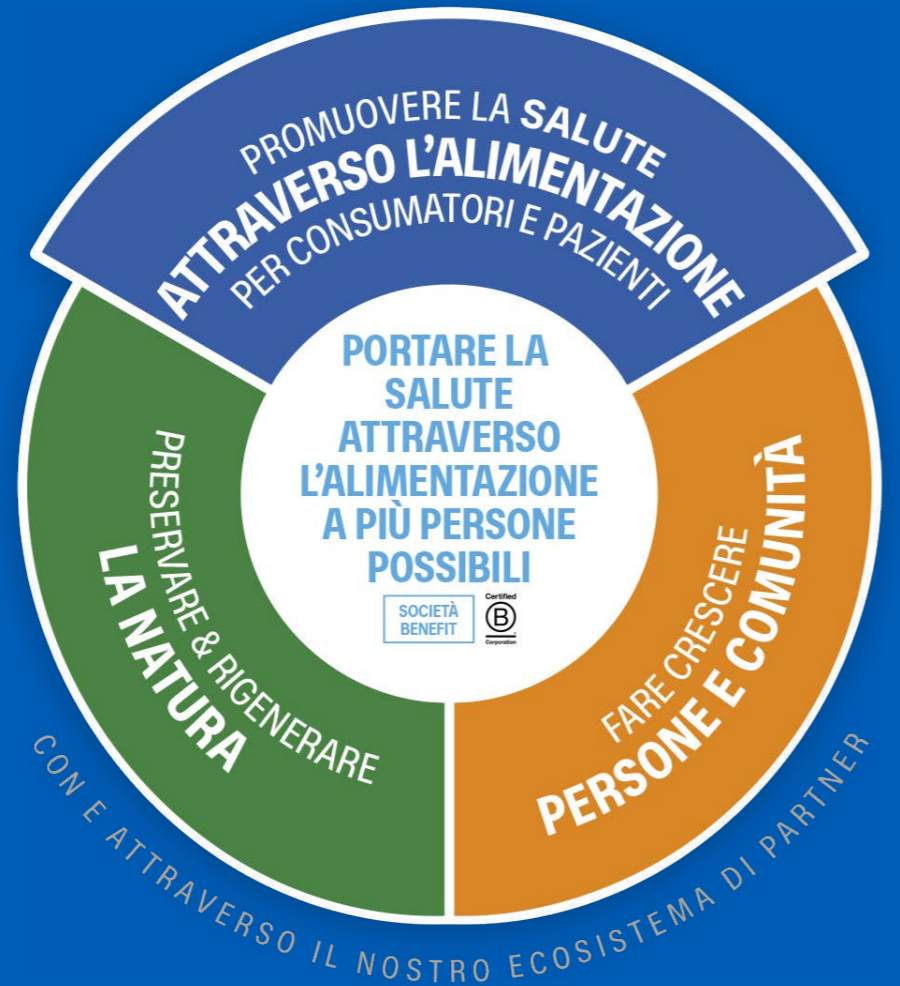 PROMUOVERE LA SALUTE
ATTRAVERSO L'ALIMENTAZIONE
PER CONSUMATORI E PAZIENTI
PORTARE LA
SALUTE
ATTRAVERSO
L'ALIMENTAZIONE
A PIÙ PERSONE
POSSIBILI
SOCIETÀ
BENEFIT
Certified
B
Corporation
PRESERVARE & RIGENERARE
LA NATURA
FARE CRESCERE
PERSONE E COMUNITÀ
CON E ATTRAVERSO IL NOSTRO ECOSISTEMA DI PARTNER